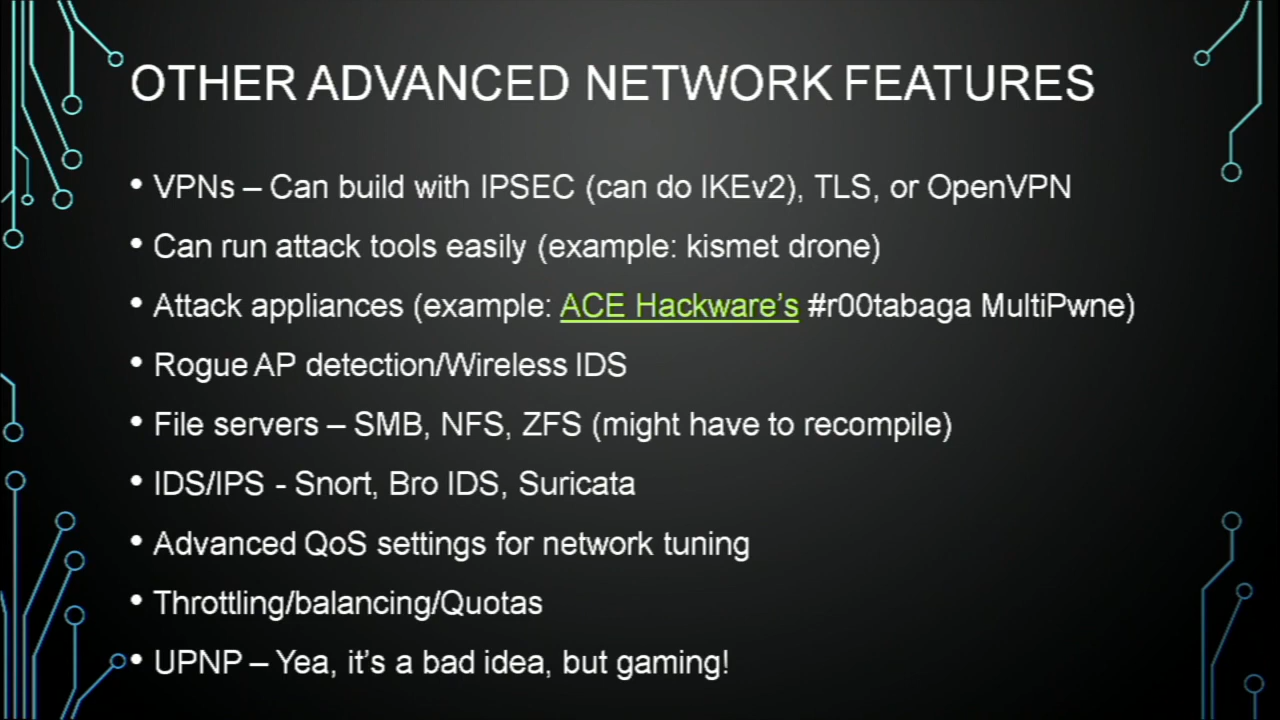 OTHER ADVANCED NETWORK FEATURES
• VPNs – Can build with IPSEC (can do IKEv2), TLS, or OpenVPN
• Can run attack tools easily (example: kismet drone)
• Attack appliances (example: ACE Hackware’s #r00tabaga MultiPwne)
• Rogue AP detection/Wireless IDS
• File servers – SMB, NFS, ZFS (might have to recompile)
• IDS/IPS - Snort, Bro IDS, Suricata
• Advanced QoS settings for network tuning
• Throttling/balancing/Quotas
• UPNP – Yea, it’s a bad idea, but gaming!